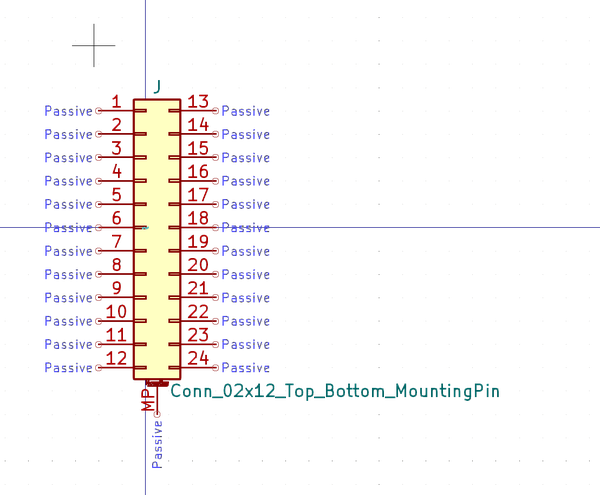 J
Passive 1 13 Passive
Passive 2 14 Passive
Passive 3 15 Passive
Passive 4 16 Passive
Passive 5 17 Passive
Passive 6 18 Passive
Passive 7 19 Passive
Passive 8 20 Passive
Passive 9 21 Passive
Passive 10 22 Passive
Passive 11 23 Passive
Passive 12 24 Passive
Conn_02x12_Top_Bottom_MountingPin
MP
Passive